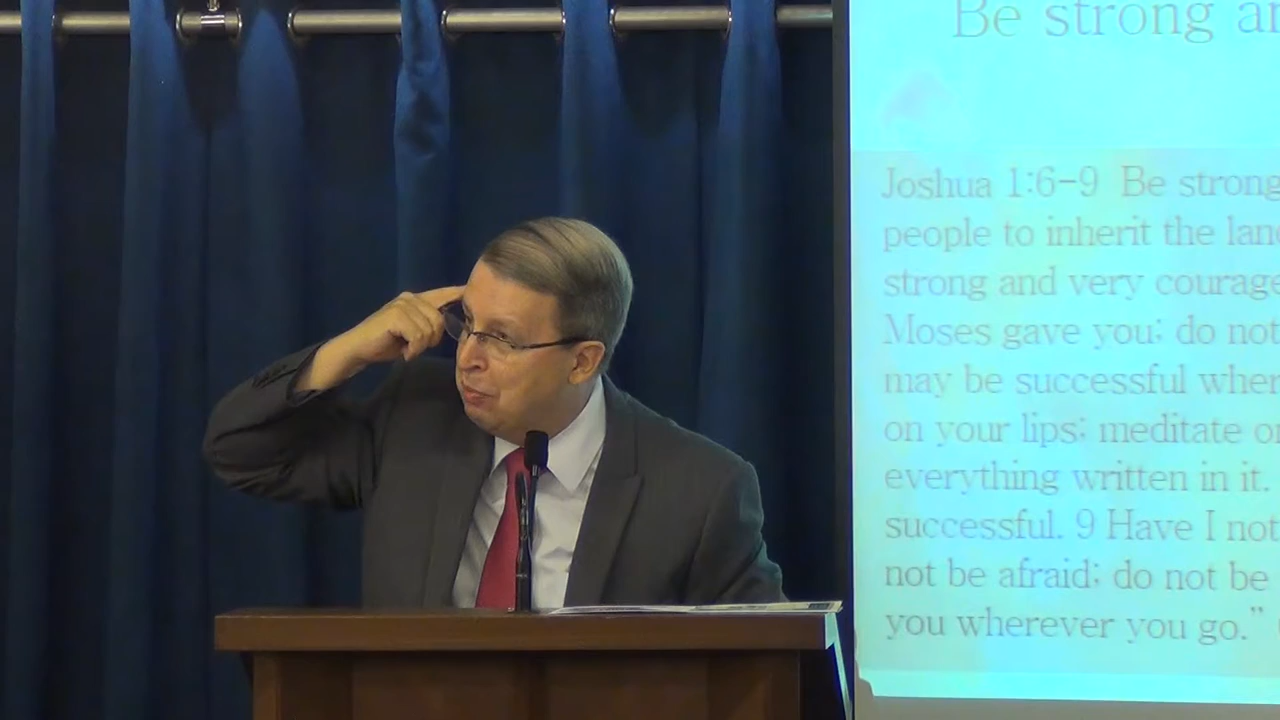 Be strong a
Joshua 1:6-9 Be strong
people to inherit the lan
strong and very courage
Moses gave you; do not
may be successful wher
on your lips; meditate o
everything written in it.
successful. 9 Have I not
not be afraid; do not be
you wherever you go.”